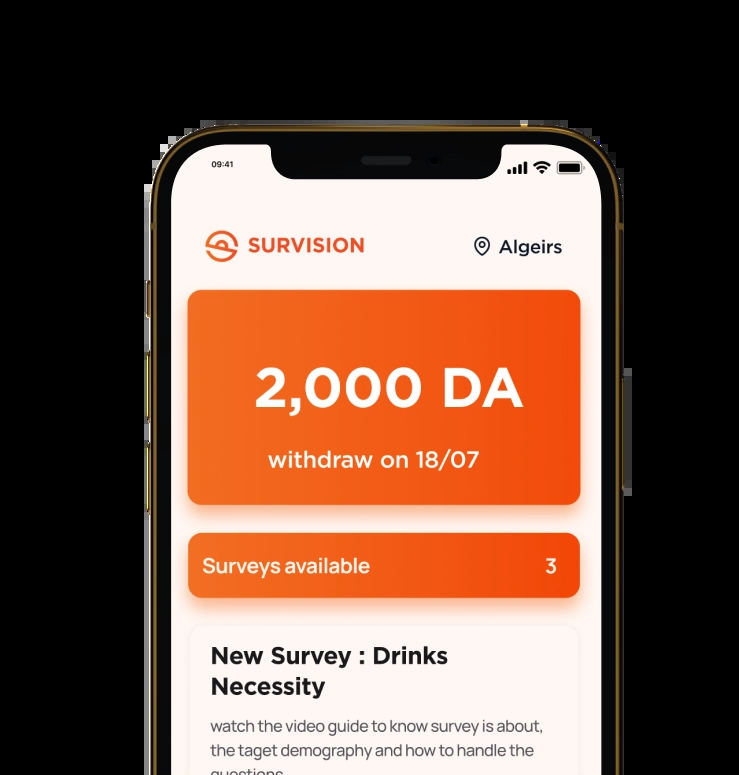 09:41
SURVISION
Algeirs
2,000 DA
withdraw on 18/07
Surveys available 3
New Survey : Drinks
Necessity
watch the video guide to know survey is about,
the taget demography and how to handle the
questions